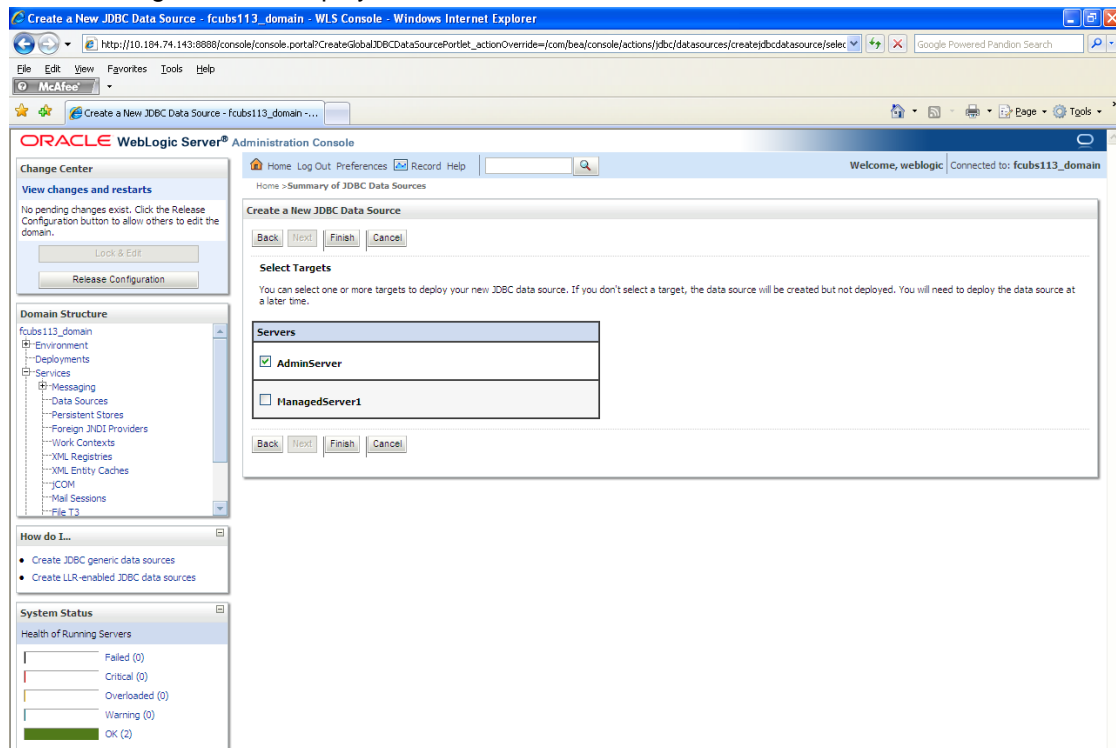 Create a New JDBC Data Source - fcubs113_domain - WLS Console - Windows Internet Explorer
http://10.184.74.143:8888/console/console.portal?CreateGlobalJDBCDataSourcePortlet_actionOverride=/com/bea/console/actions/jdbc/datasources/createjdbcdatasource/selec
Google Powered Pandion Search
File Edit View Favorites Tools Help
McAfee
Create a New JDBC Data Source - fcubs113_domain -...
Page Tools
ORACLE WebLogic Server® Administration Console
Change Center
View changes and restarts
No pending changes exist. Click the Release
Configuration button to allow others to edit the
domain.
Lock & Edit
Release Configuration
Domain Structure
fcubs113_domain
Environment
Deployments
Services
Messaging
Data Sources
Persistent Stores
Foreign JNDI Providers
Work Contexts
XML Registries
XML Entity Caches
jCOM
Mail Sessions
File T3
How do I...
Create JDBC generic data sources
Create LLR-enabled JDBC data sources
System Status
Health of Running Servers
Failed (0)
Critical (0)
Overloaded (0)
Warning (0)
OK (2)
Home Log Out Preferences Record Help
Welcome, weblogic Connected to: fcubs113_domain
Home >Summary of JDBC Data Sources
Create a New JDBC Data Source
Back Next Finish Cancel
Select Targets
You can select one or more targets to deploy your new JDBC data source. If you don't select a target, the data source will be created but not deployed. You will need to deploy the data source at
a later time.
Servers
AdminServer
ManagedServer1
Back Next Finish Cancel